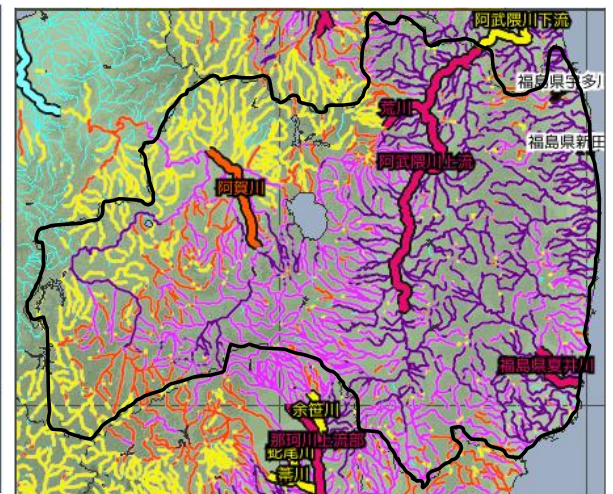 阿武隈川下流
福島県宇多川
荒川
福島県新田
阿武隈川上流
阿賀川
福島県夏井川
余笹川
那珂川上流部
蛇尾川
箒川